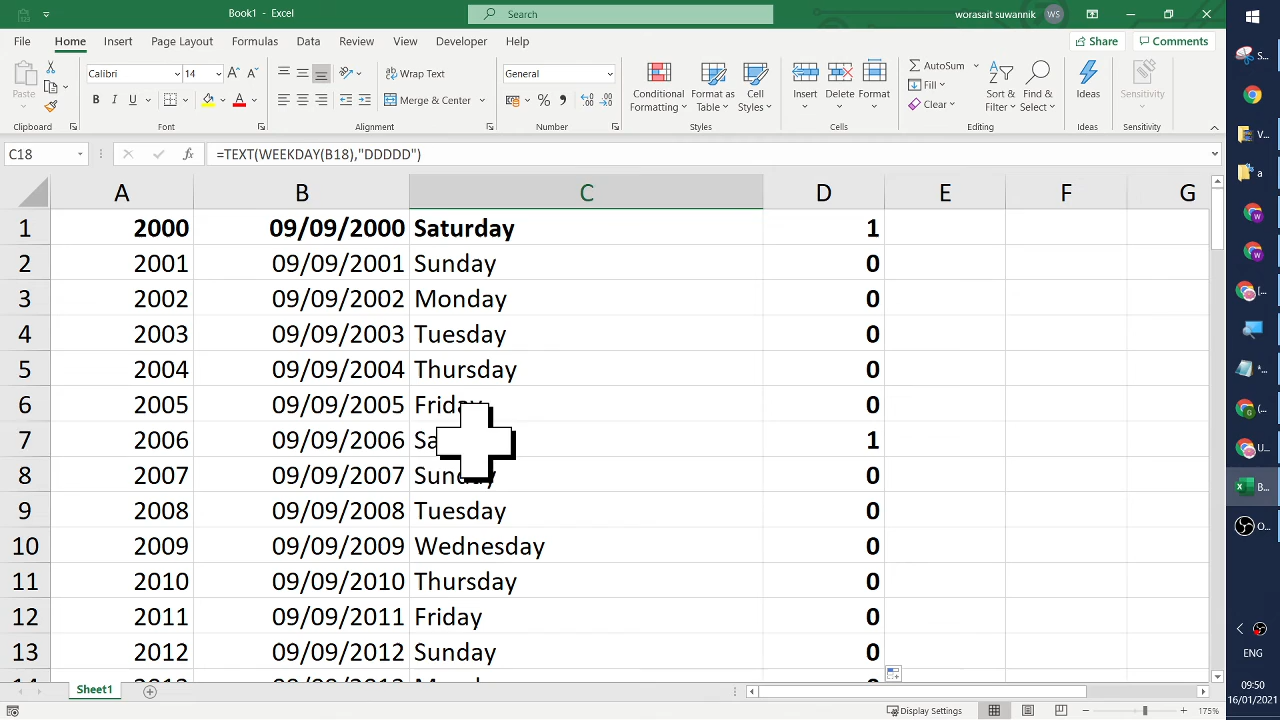 Book1 - Excel
Search
worasait suwannik
WS
File Home Insert Draw Page Layout Formulas Data Review View Developer Help
Share
Comments
Paste
Clipboard
Calibri
14
A A
B I U
A
Font
Wrap Text
Merge & Center
Alignment
General
Number
Conditional Formatting
Format as Table
Cell Styles
Styles
Insert
Delete
Format
Cells
AutoSum
Fill
Clear
Sort & Filter
Find & Select
Editing
Ideas
Ideas
Sensitivity
Sensitivity
C18
fx
=TEXT(WEEKDAY(B18),"DDDDD")
A B C D E F G
1 2000 09/09/2000 Saturday 1
2 2001 09/09/2001 Sunday 0
3 2002 09/09/2002 Monday 0
4 2003 09/09/2003 Tuesday 0
5 2004 09/09/2004 Thursday 0
6 2005 09/09/2005 Friday 0
7 2006 09/09/2006 Sa 1
8 2007 09/09/2007 Sunday 0
9 2008 09/09/2008 Tuesday 0
10 2009 09/09/2009 Wednesday 0
11 2010 09/09/2010 Thursday 0
12 2011 09/09/2011 Friday 0
13 2012 09/09/2012 Sunday 0
Sheet1
Display Settings
175%
S...
V...
a
[...
*...
(...
U...
B...
O...
ENG
09:50
16/01/2021